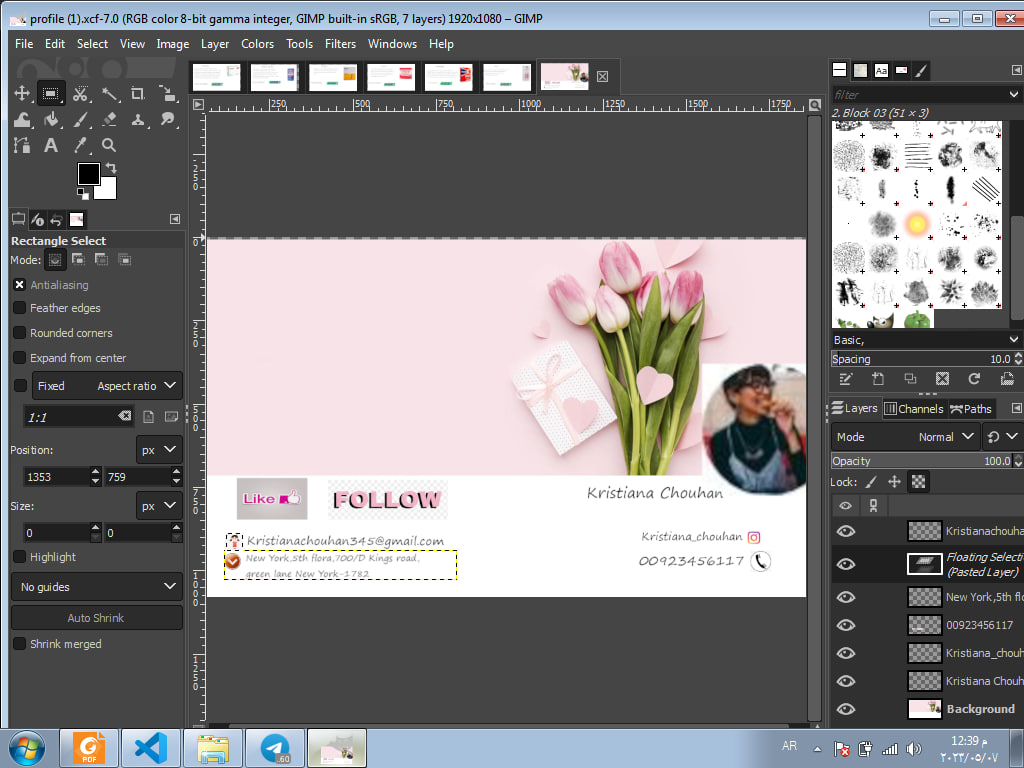 profile (1).xcf-7.0 (RGB color 8-bit gamma integer, GIMP built-in sRGB, 7 layers) 1920x1080 – GIMP
File Edit Select View Image Layer Colors Tools Filters Windows Help
250 500 750 1000 1250 1500 1750
filter
2. Block 03 (51 × 3)
Rectangle Select
Mode:
Antialiasing
Feather edges
Rounded corners
Expand from center
Fixed Aspect ratio
1:1
Position: px
1353 759
Size: px
0 0
Highlight
No guides
Auto Shrink
Shrink merged
Like FOLLOW
Kristiana Chouhan
Kristianachouhan345@gmail.com
Kristiana_chouhan
New York,5th flora,700/D Kings road,
green lane New York-1782
00923456117
Basic,
Spacing 10.0
Layers Channels Paths
Mode Normal
Opacity 100.0
Lock:
Kristianachouha
Floating Selecti
(Pasted Layer)
New York,5th flo
00923456117
Kristiana_chouh
Kristiana Chouh
Background
PDF
60
AR
12:39 م
٢٠٢٣/٠٥/٠٧